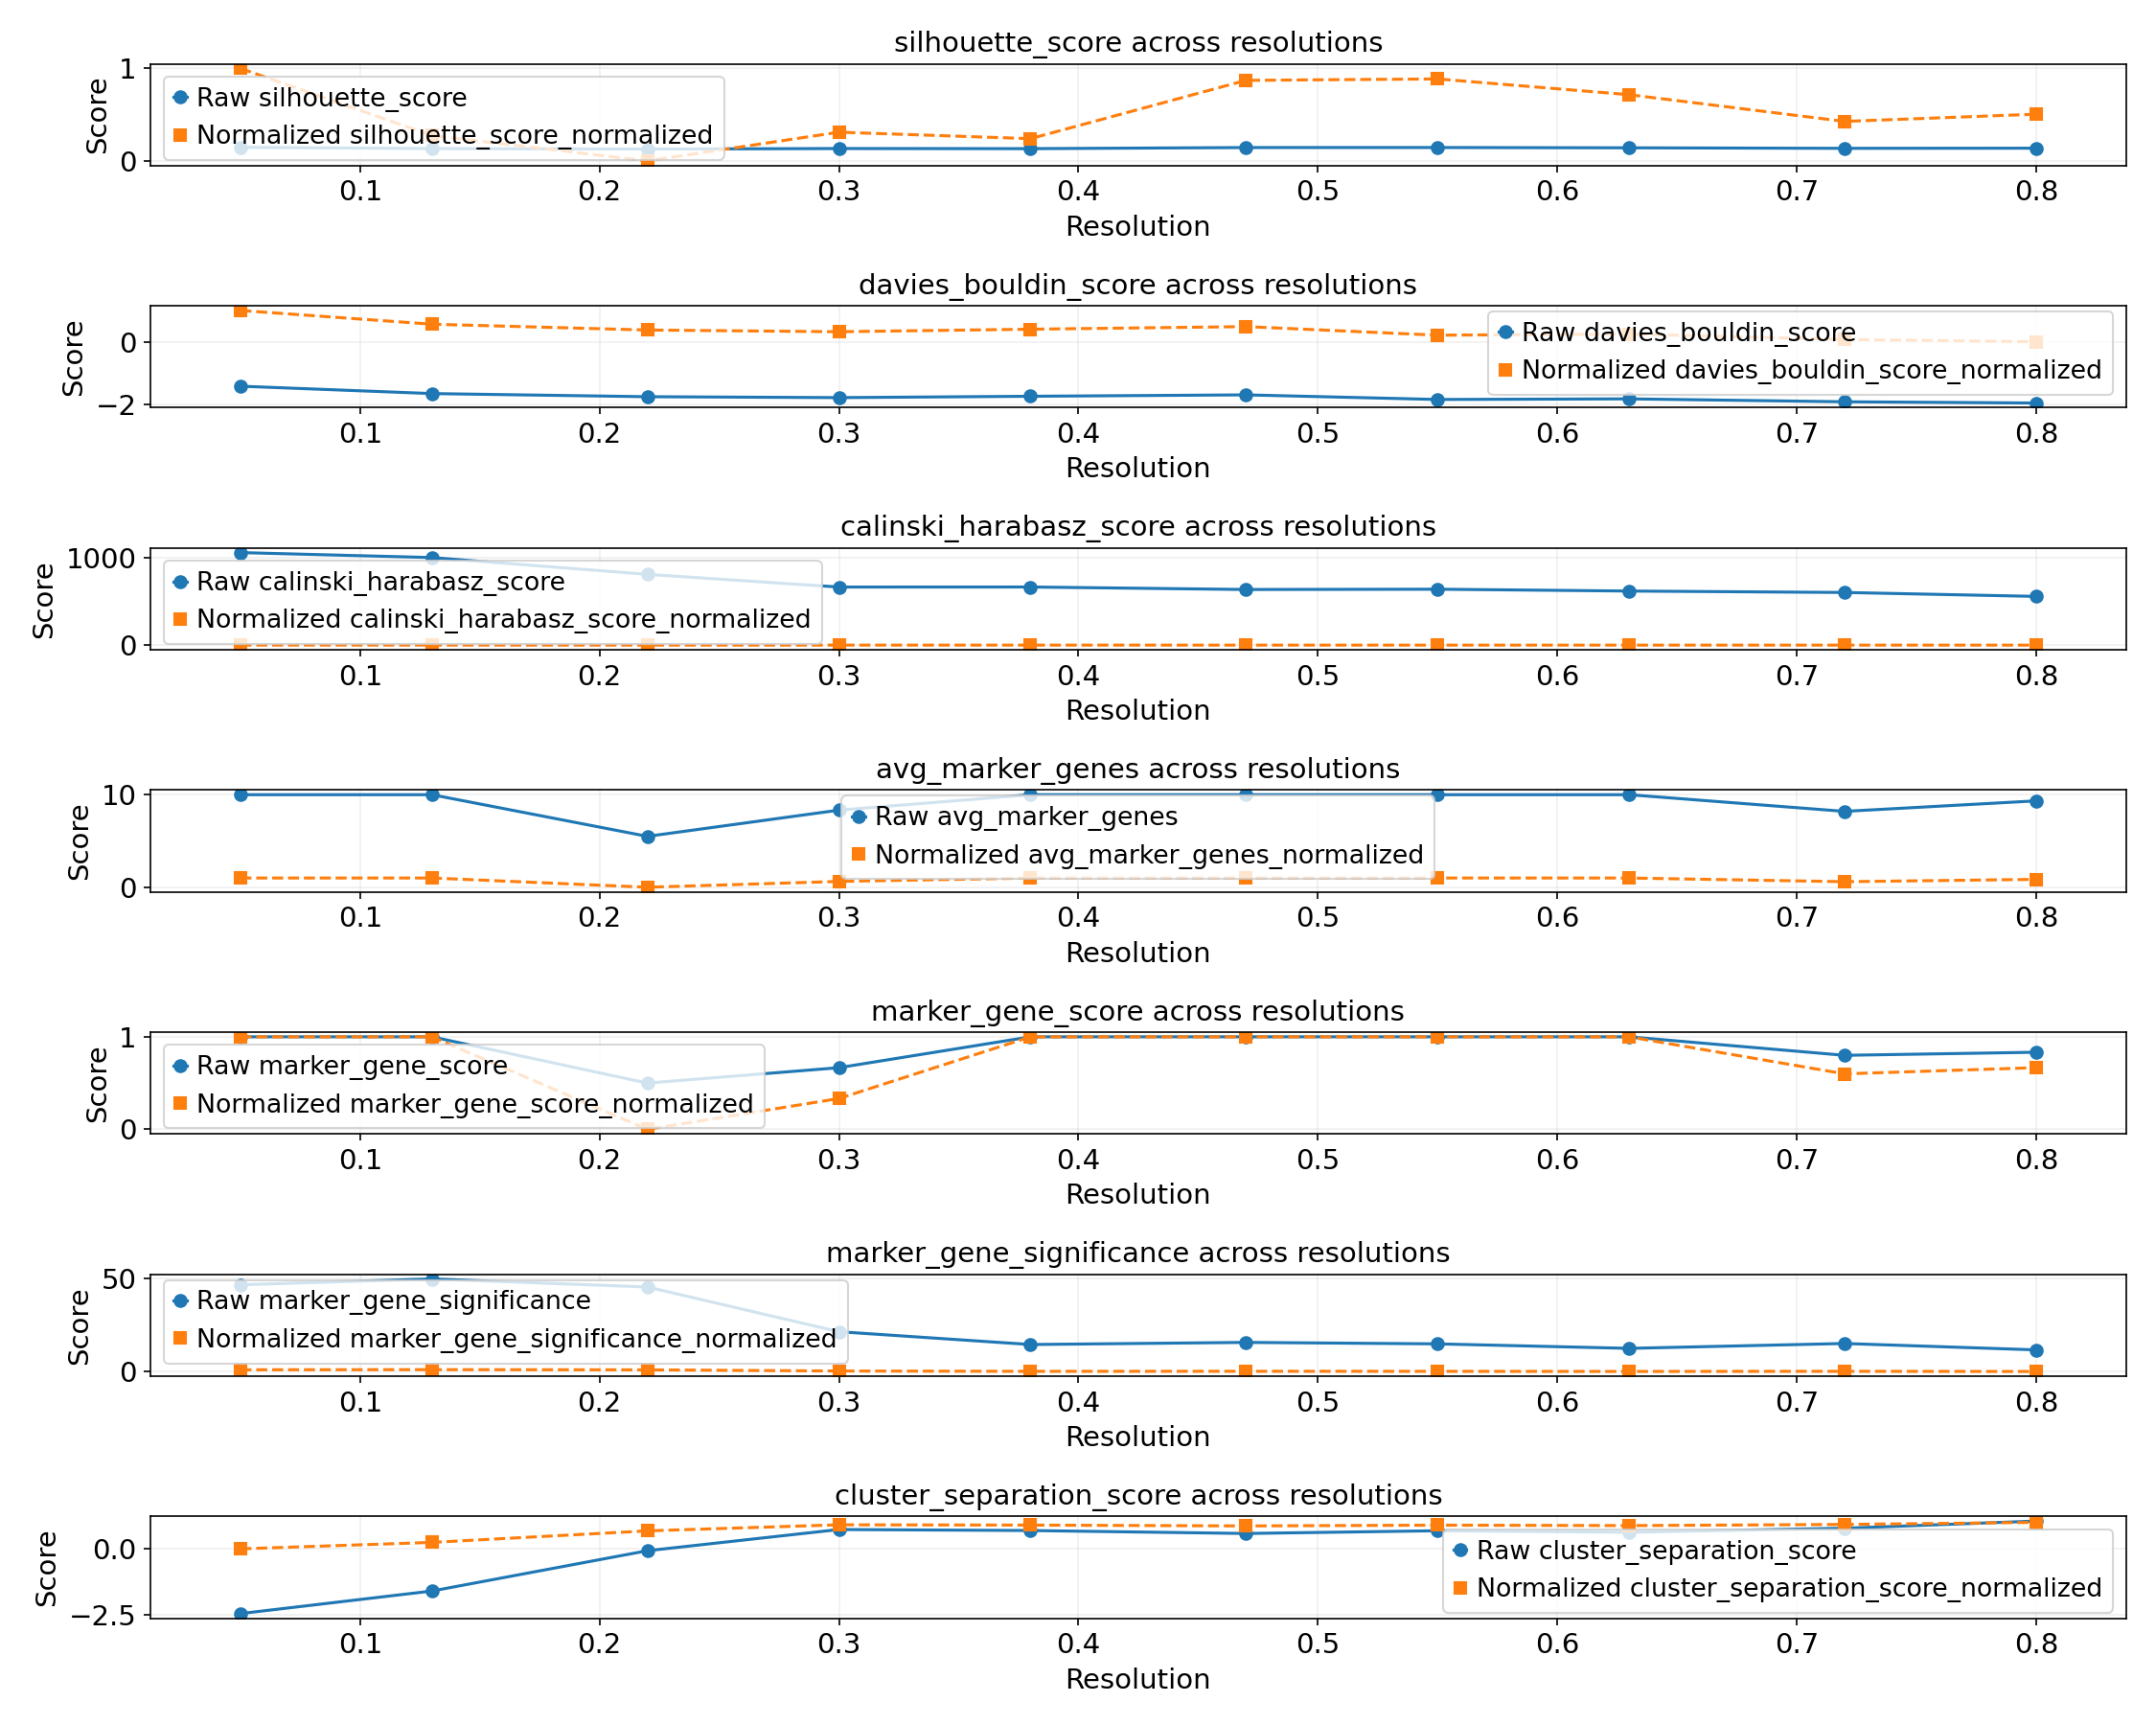 silhouette_score across resolutions
Score
1
0
Raw silhouette_score
Normalized silhouette_score_normalized
0.1 0.2 0.3 0.4 0.5 0.6 0.7 0.8
Resolution
davies_bouldin_score across resolutions
Score
0
−2
Raw davies_bouldin_score
Normalized davies_bouldin_score_normalized
0.1 0.2 0.3 0.4 0.5 0.6 0.7 0.8
Resolution
calinski_harabasz_score across resolutions
Score
1000
0
Raw calinski_harabasz_score
Normalized calinski_harabasz_score_normalized
0.1 0.2 0.3 0.4 0.5 0.6 0.7 0.8
Resolution
avg_marker_genes across resolutions
Score
10
0
Raw avg_marker_genes
Normalized avg_marker_genes_normalized
0.1 0.2 0.3 0.4 0.5 0.6 0.7 0.8
Resolution
marker_gene_score across resolutions
Score
1
0
Raw marker_gene_score
Normalized marker_gene_score_normalized
0.1 0.2 0.3 0.4 0.5 0.6 0.7 0.8
Resolution
marker_gene_significance across resolutions
Score
50
0
Raw marker_gene_significance
Normalized marker_gene_significance_normalized
0.1 0.2 0.3 0.4 0.5 0.6 0.7 0.8
Resolution
cluster_separation_score across resolutions
Score
0.0
−2.5
Raw cluster_separation_score
Normalized cluster_separation_score_normalized
0.1 0.2 0.3 0.4 0.5 0.6 0.7 0.8
Resolution